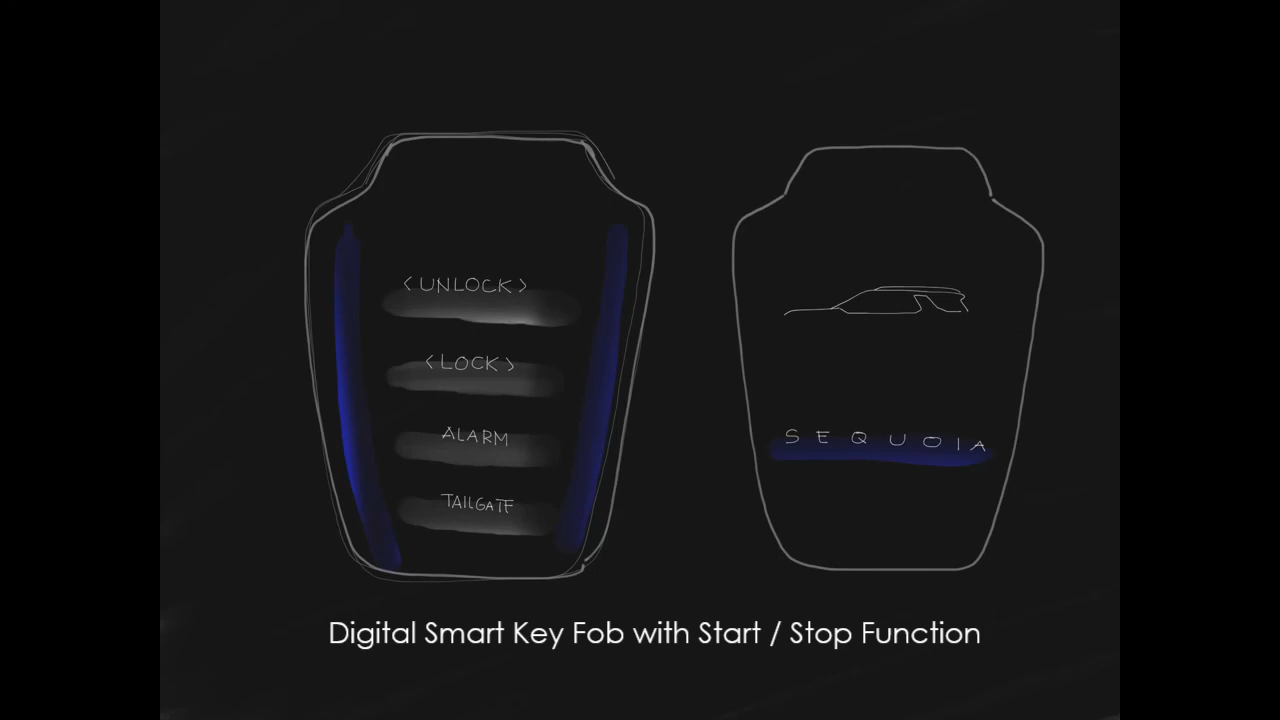 <UNLOCK>
<LOCK>
ALARM
TAILGATE
SEQUOIA
Digital Smart Key Fob with Start / Stop Function